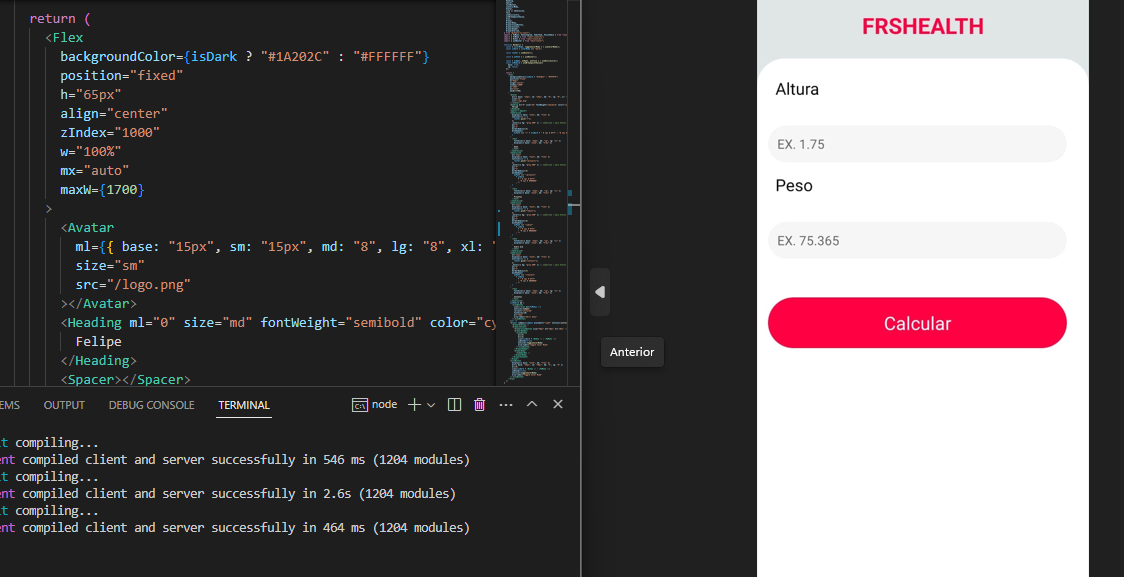 return (
<Flex
backgroundColor={isDark ? "#1A202C" : "#FFFFFF"}
position="fixed"
h="65px"
align="center"
zIndex="1000"
w="100%"
mx="auto"
maxW={1700}
>
<Avatar
ml={{ base: "15px", sm: "15px", md: "8", lg: "8", xl: "
size="sm"
src="/logo.png"
></Avatar>
<Heading ml="0" size="md" fontWeight="semibold" color="cy
Felipe
</Heading>
<Spacer></Spacer>
EMS OUTPUT DEBUG CONSOLE TERMINAL node
t compiling...
ent compiled client and server successfully in 546 ms (1204 modules)
t compiling...
ent compiled client and server successfully in 2.6s (1204 modules)
t compiling...
ent compiled client and server successfully in 464 ms (1204 modules)
Anterior
FRSHEALTH
Altura
EX. 1.75
Peso
EX. 75.365
Calcular